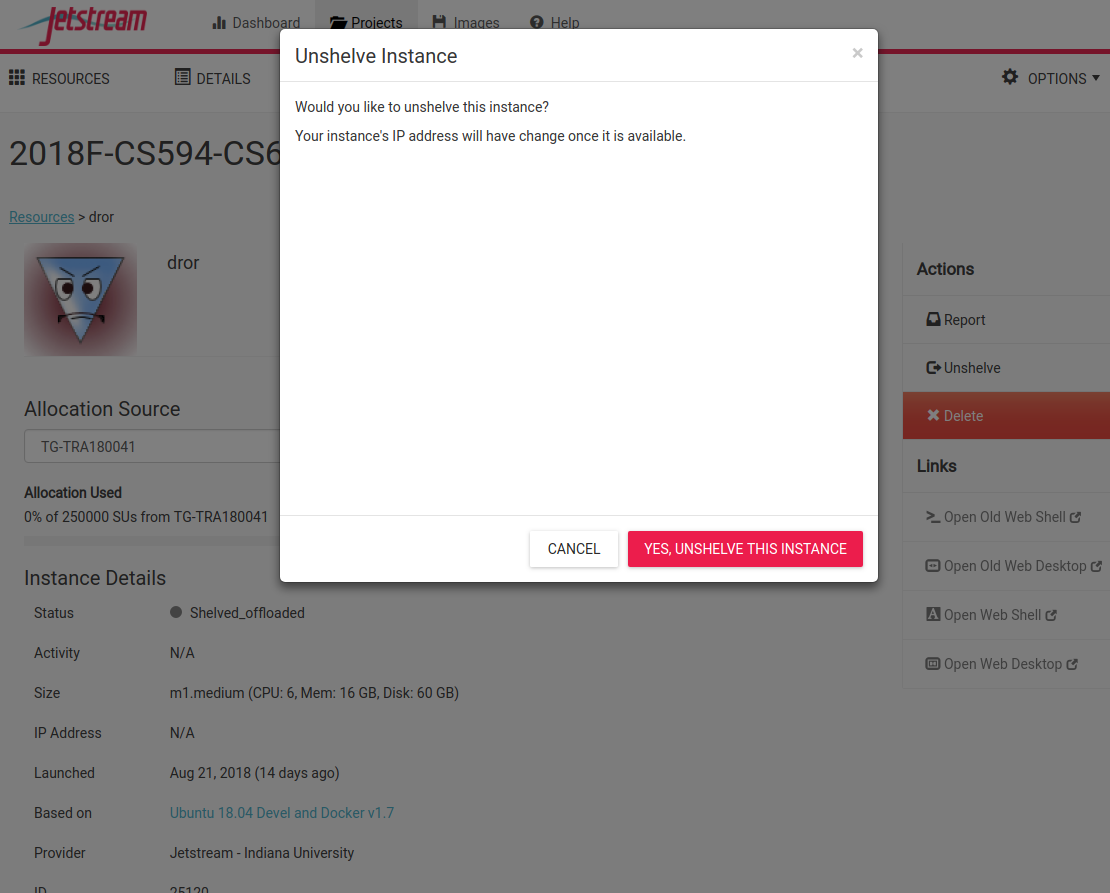 Jetstream
Dashboard
Projects
Images
Help
RESOURCES
DETAILS
OPTIONS
Unshelve Instance
×
Would you like to unshelve this instance?
Your instance's IP address will have change once it is available.
CANCEL
YES, UNSHELVE THIS INSTANCE
2018F-CS594-CS6
Resources > dror
dror
Allocation Source
TG-TRA180041
Allocation Used
0% of 250000 SUs from TG-TRA180041
Instance Details
Status Shelved_offloaded
Activity N/A
Size m1.medium (CPU: 6, Mem: 16 GB, Disk: 60 GB)
IP Address N/A
Launched Aug 21, 2018 (14 days ago)
Based on Ubuntu 18.04 Devel and Docker v1.7
Provider Jetstream - Indiana University
ID 25120
Actions
Report
Unshelve
Delete
Links
Open Old Web Shell
Open Old Web Desktop
Open Web Shell
Open Web Desktop